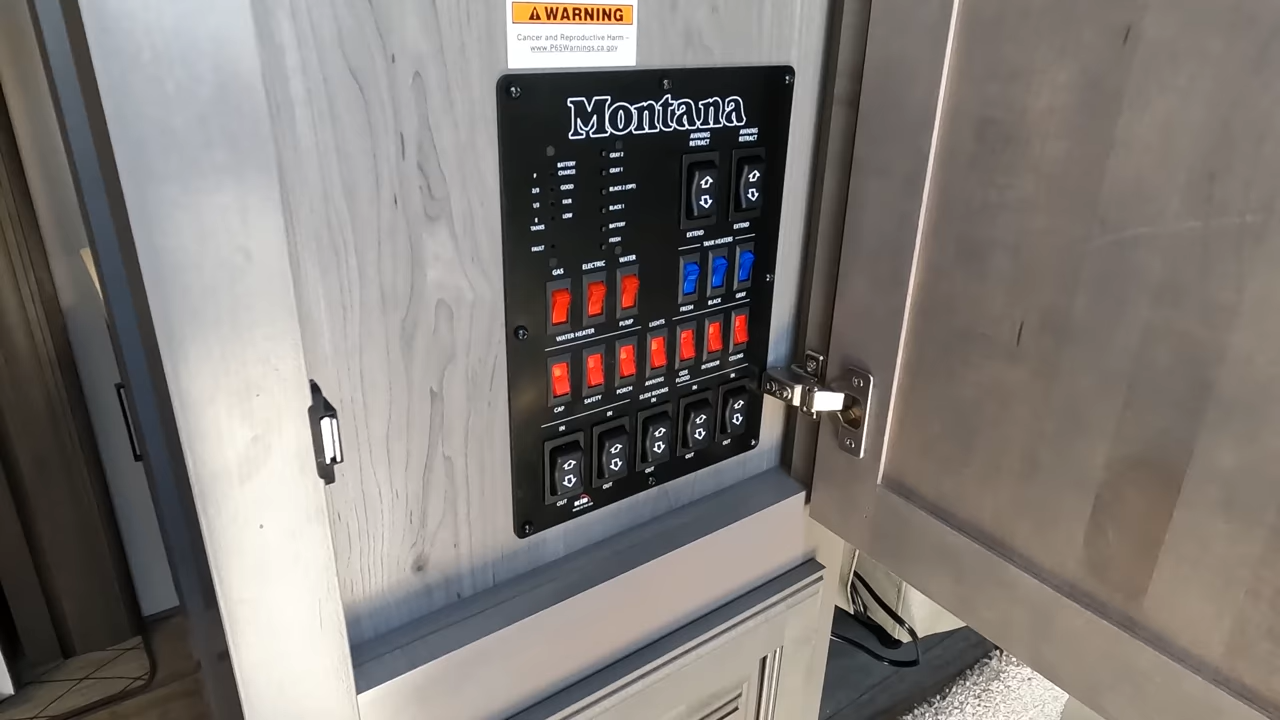 WARNING
Cancer and Reproductive Harm -
www.P65Warnings.ca.gov
Montana
AWNING
RETRACT
AWNING
RETRACT
BATTERY
CHARGE
GOOD
FAIR
LOW
F
2/3
1/3
E
TANKS
FAULT
GRAY 2
GRAY 1
BLACK 2 (OPT)
BLACK 1
BATTERY
FRESH
EXTEND
EXTEND
TANK HEATERS
FRESH
BLACK
GRAY
GAS
ELECTRIC
WATER
WATER HEATER
PUMP
LIGHTS
CAP
SAFETY
PORCH
AWNING
ODS
FLOOD
INTERIOR
CEILING
SLIDE ROOMS
IN
IN
IN
IN
IN
OUT
OUT
OUT
OUT
OUT